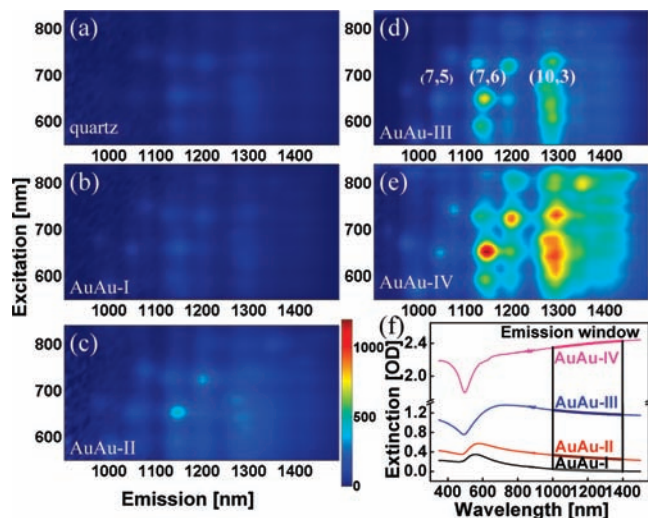 (a)
quartz
800
700
600
1000 1100 1200 1300 1400
(b)
AuAu-I
800
700
600
1000 1100 1200 1300 1400
(c)
AuAu-II
800
700
600
1000 1100 1200 1300 1400
Emission [nm]
Excitation [nm]
1000
500
0
(d)
(7,5) (7,6) (10,3)
AuAu-III
800
700
600
1000 1100 1200 1300 1400
(e)
AuAu-IV
800
700
600
1000 1100 1200 1300 1400
(f)
Emission window
AuAu-IV
AuAu-III
AuAu-II
AuAu-I
Extinction [OD]
2.4
2.2
1.2
0.4
0.0
400 600 800 1000 1200 1400
Wavelength [nm]